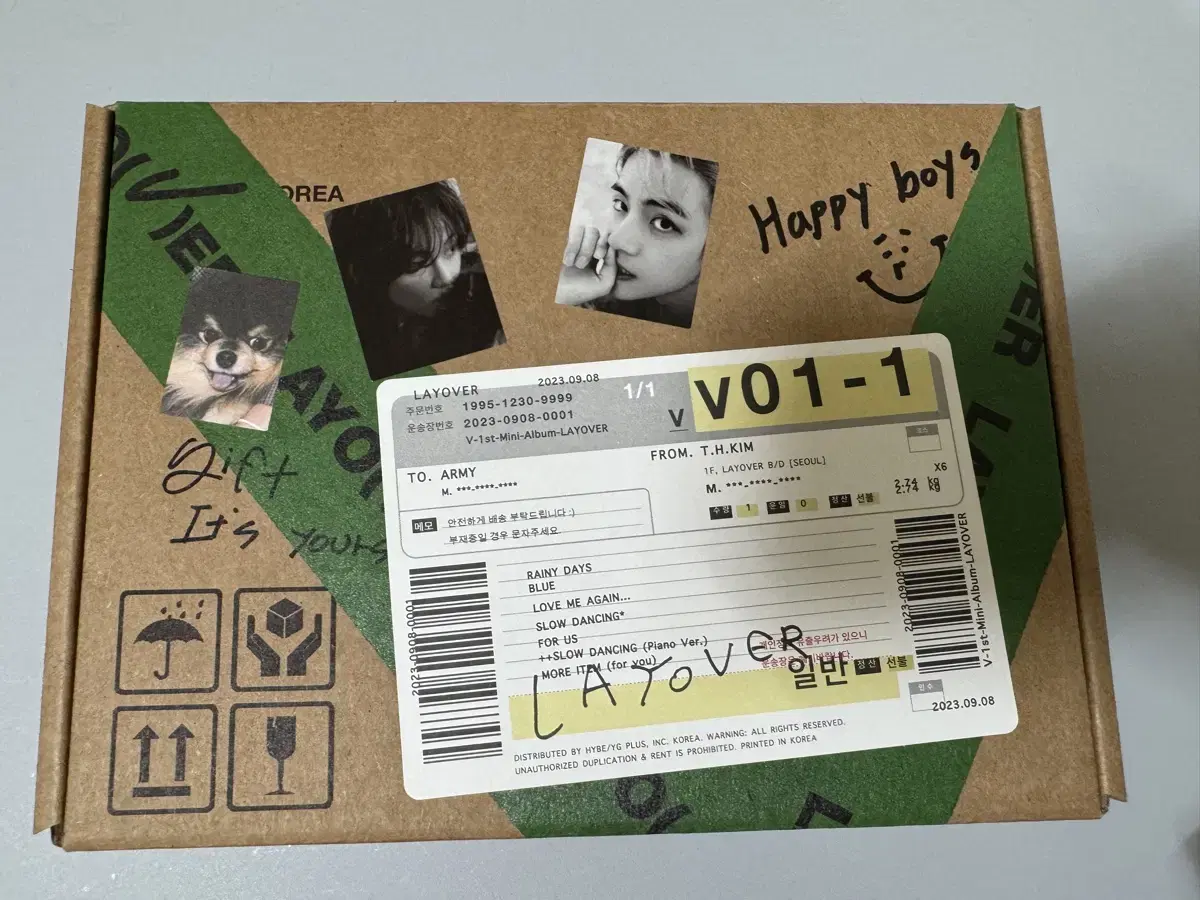 OREA
Happy boys
LAYOVER
Gift
It's yours
LAYOVER 2023.09.08
주문번호 1995-1230-9999
운송장번호 2023-0908-0001
V-1st-Mini-Album-LAYOVER
1/1
V
V01-1
TO. ARMY
M. ***-****-****
FROM. T.H.KIM
1F, LAYOVER B/D [SEOUL]
M. ***-****-****
X6
2.74 kg
수량 1 운임 0 정산 선불
메모 안전하게 배송 부탁드립니다 :)
부재중일 경우 문자주세요.
RAINY DAYS
BLUE
LOVE ME AGAIN...
SLOW DANCING*
FOR US
++SLOW DANCING (Piano Ver.)
MORE ITEM (for you)
LAYOVER
일반 정산 선불
2023-0908-0001
2023-0908-0001
V-1st-Mini-Album-LAYOVER
2023.09.08
DISTRIBUTED BY HYBE/YG PLUS, INC. KOREA. WARNING: ALL RIGHTS RESERVED.
UNAUTHORIZED DUPLICATION & RENT IS PROHIBITED. PRINTED IN KOREA